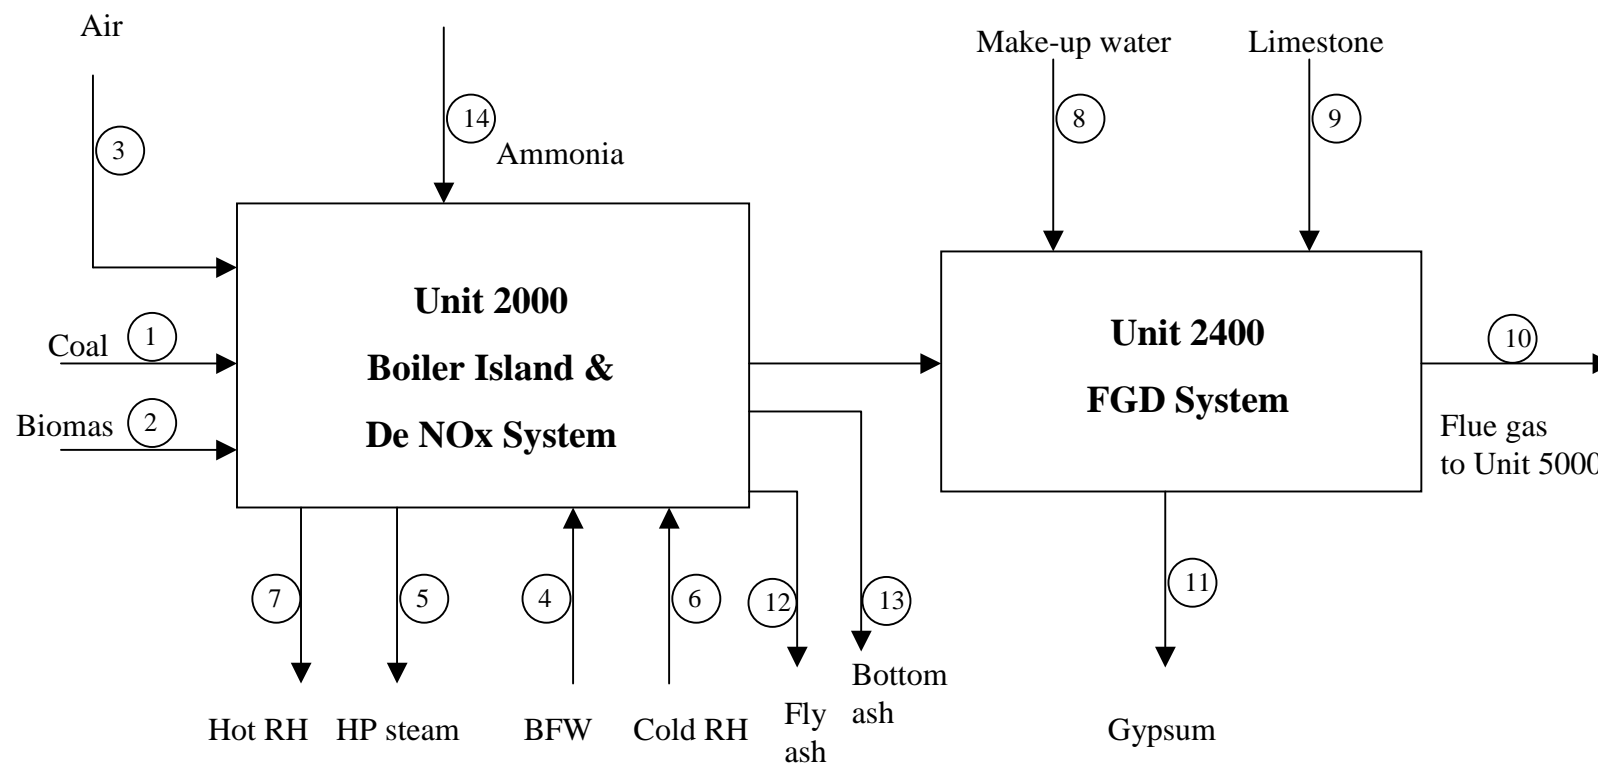 Air
Make-up water
Limestone
14
8
9
3
Ammonia
Unit 2000
Boiler Island &
De NOx System
Unit 2400
FGD System
Coal
1
10
Biomas
2
Flue gas
to Unit 5000
7
5
4
6
12
13
11
Hot RH
HP steam
BFW
Cold RH
Fly
ash
Bottom
ash
Gypsum